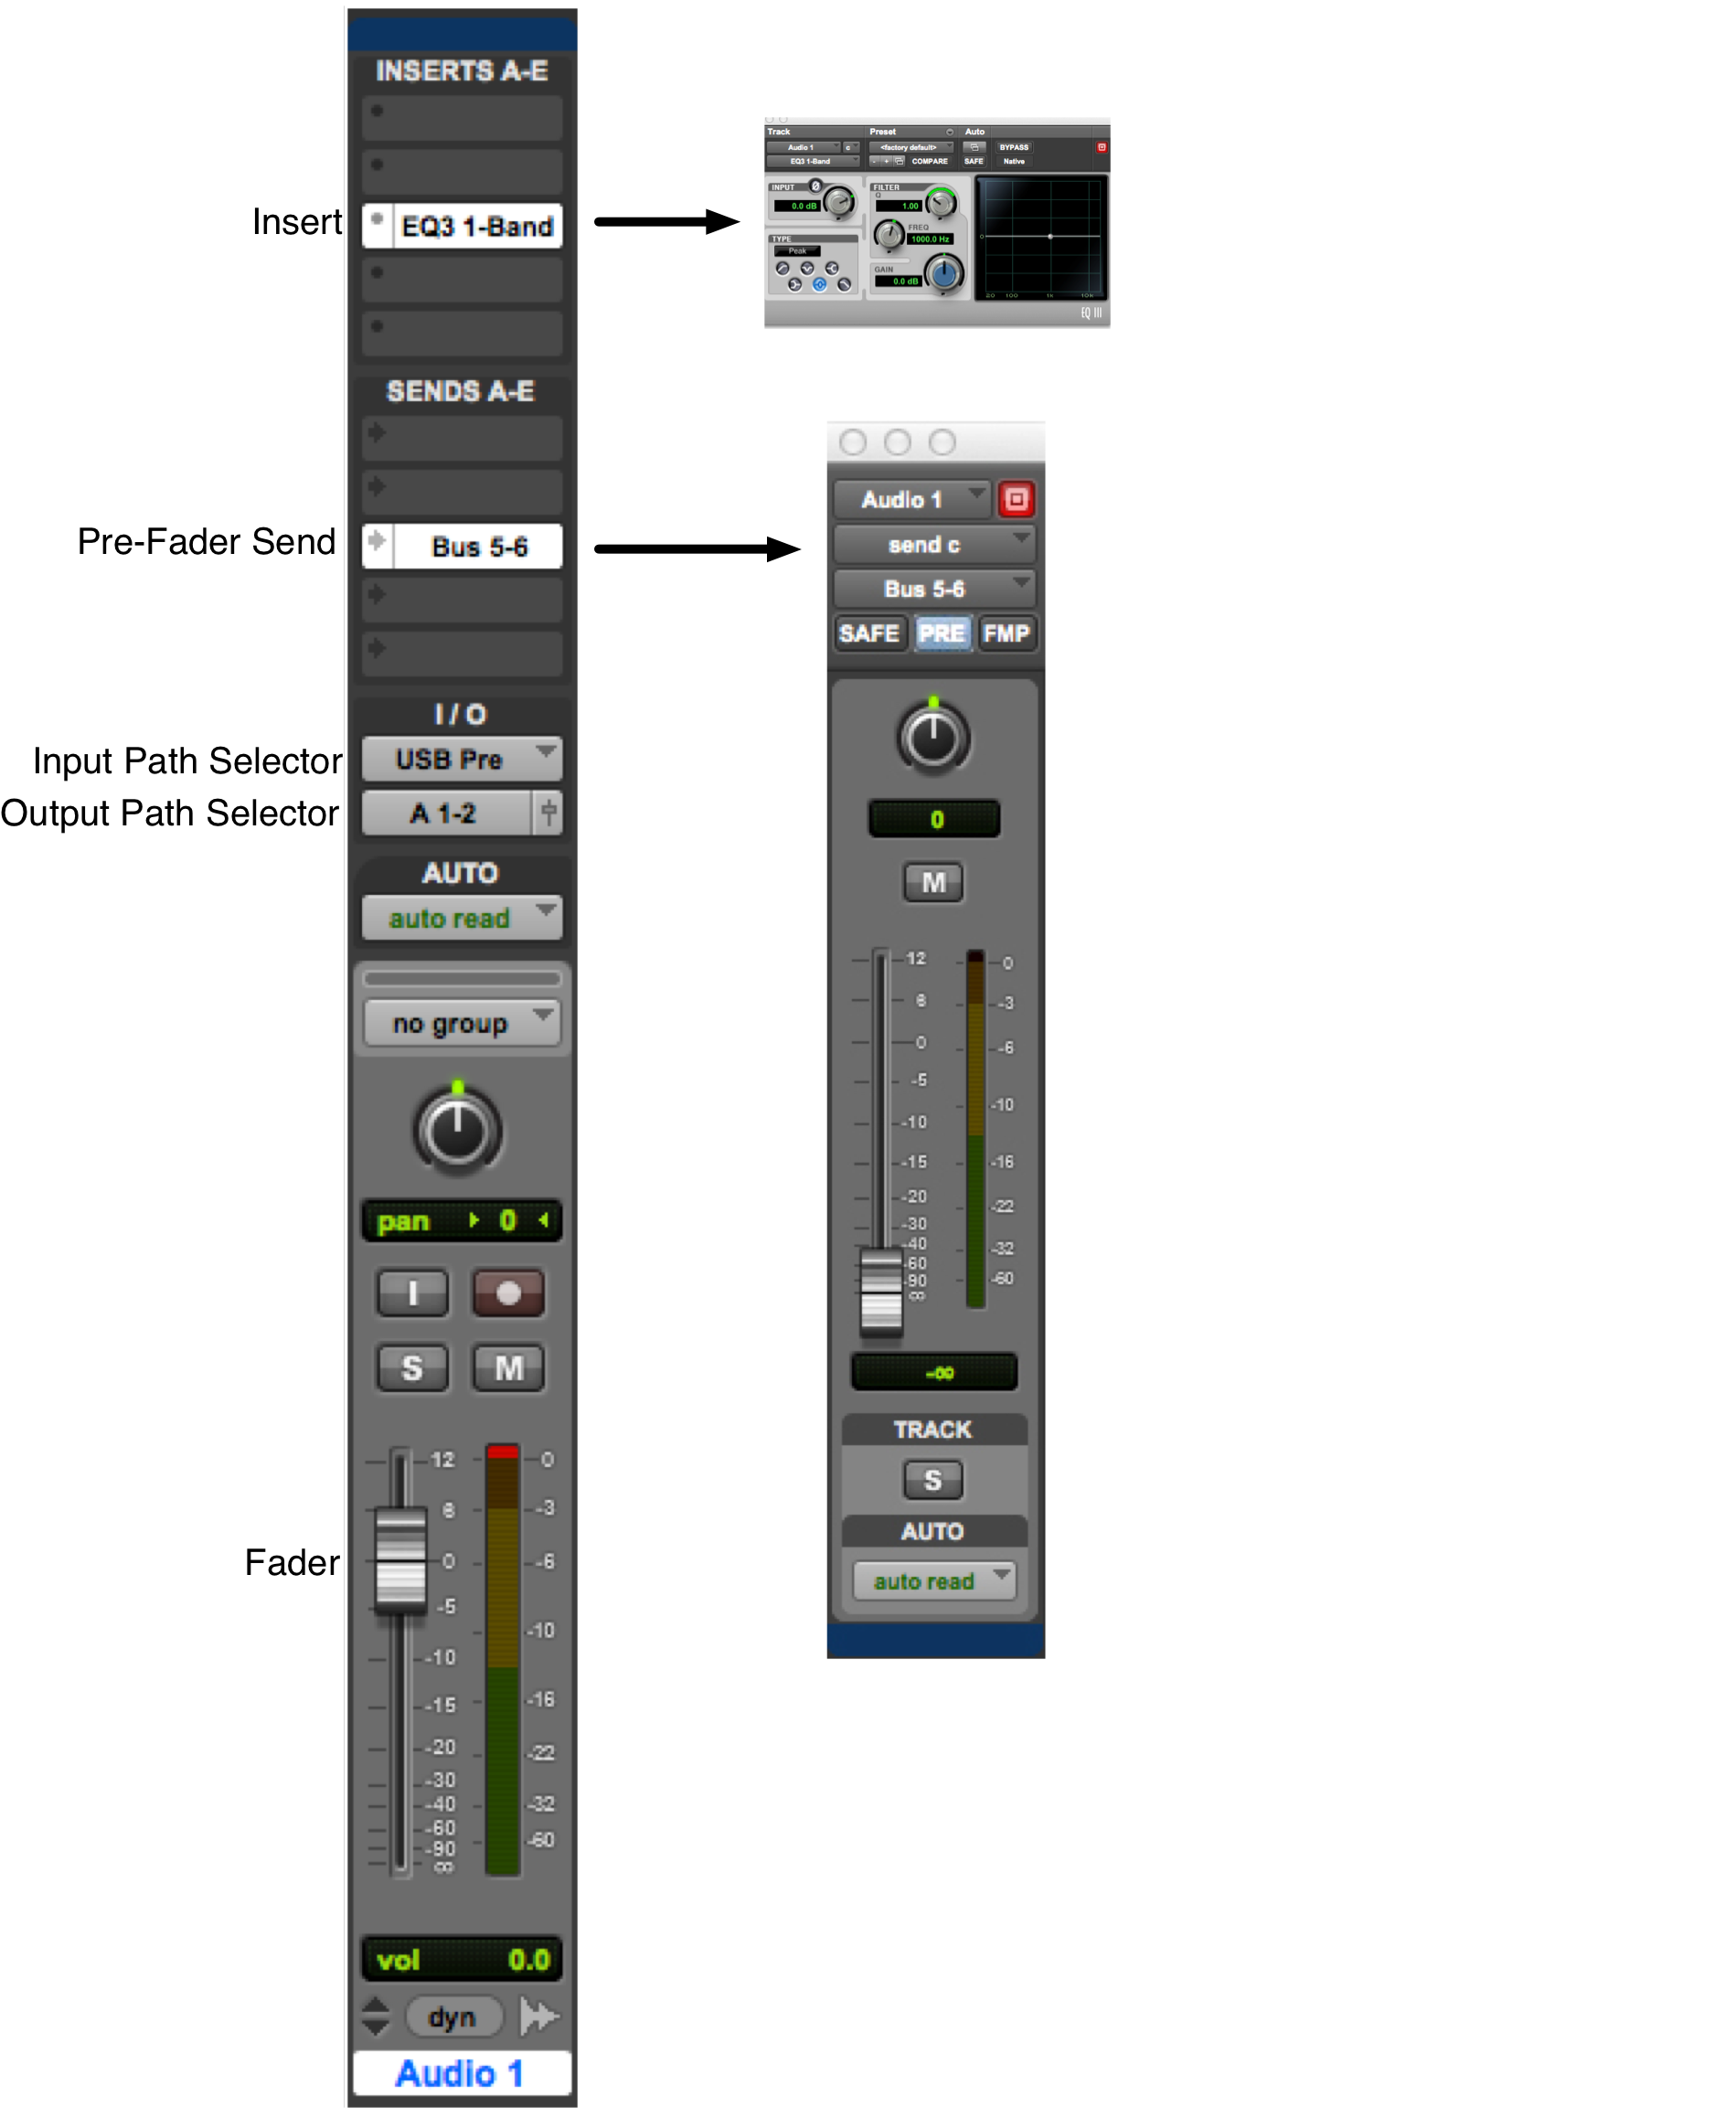 INSERTS A-E
Insert
EQ3 1-Band
SENDS A-E
Pre-Fader Send
Bus 5-6
I / O
Input Path Selector
USB Pre
Output Path Selector
A 1-2
AUTO
auto read
no group
pan 0
I
S M
12 0
6 -3
Fader
0 -6
-5
-10
-10
-15 -16
-20 -22
-30
-40 -32
-60
-90 -60
∞
vol 0.0
dyn
Audio 1
Track Preset Auto
Audio 1 c <factory default> BYPASS
EQ3 1-Band - + COMPARE SAFE Native
INPUT Ø FILTER
Q
0.0 dB 1.00
FREQ
1000.0 Hz
TYPE
Peak
GAIN
0.0 dB
0
20 100 1k 10k
EQ III
Audio 1
send c
Bus 5-6
SAFE PRE FMP
0
M
12 0
6 -3
0 -6
-5
-10 -10
-15 -16
-20 -22
-30
-40 -32
-60
-90 -60
∞
-∞
TRACK
S
AUTO
auto read